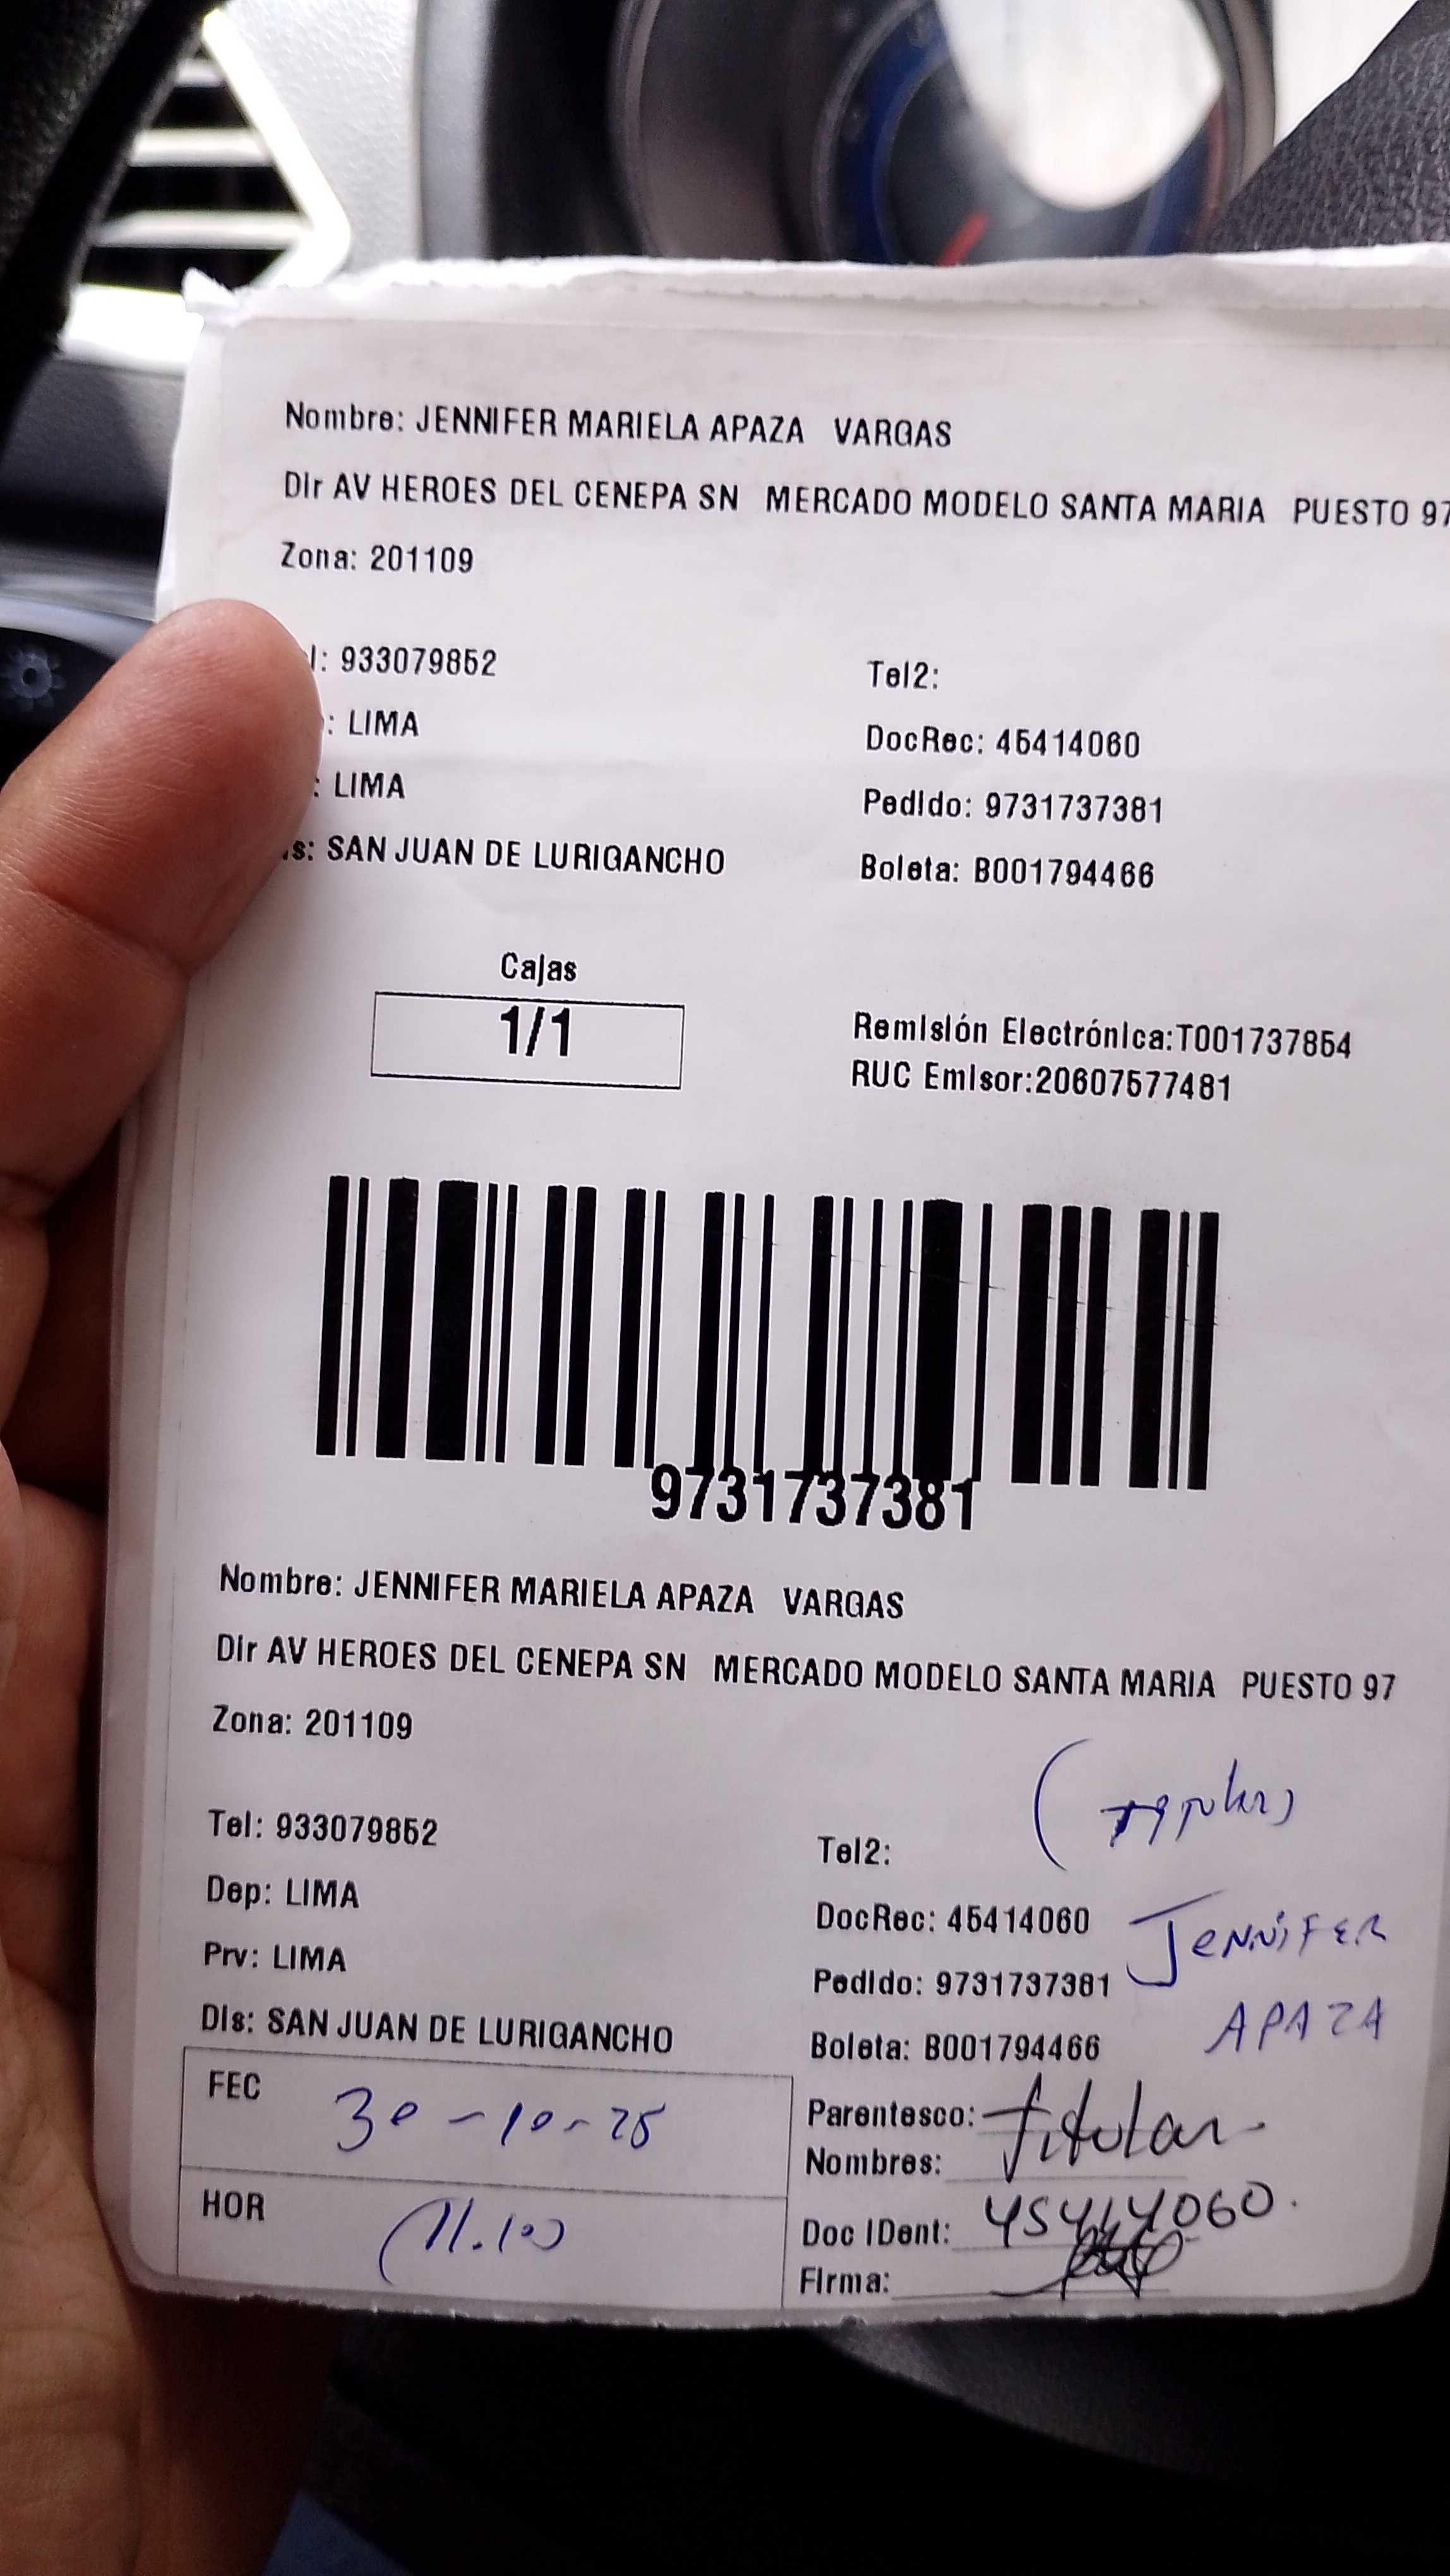 Nombre: JENNIFER MARIELA APAZA VARGAS
Dir AV HEROES DEL CENEPA SN MERCADO MODELO SANTA MARIA PUESTO 97
Zona: 201109
l: 933079852
Tel2:
: LIMA
DocRec: 45414060
: LIMA
Pedido: 9731737381
s: SAN JUAN DE LURIGANCHO
Boleta: B001794466
Cajas
1/1
Remisión Electrónica:T001737854
RUC Emisor:20607577481
9731737381
Nombre: JENNIFER MARIELA APAZA VARGAS
Dir AV HEROES DEL CENEPA SN MERCADO MODELO SANTA MARIA PUESTO 97
Zona: 201109
Tel: 933079852
Tel2:
Dep: LIMA
DocRec: 45414060
JENNIFER
Prv: LIMA
Pedido: 9731737381
APAZA
Dis: SAN JUAN DE LURIGANCHO
Boleta: B001794466
FEC 30-10-25
Parentesco: titular
Nombres:
HOR
Doc IDent: 45414060.
Firma: